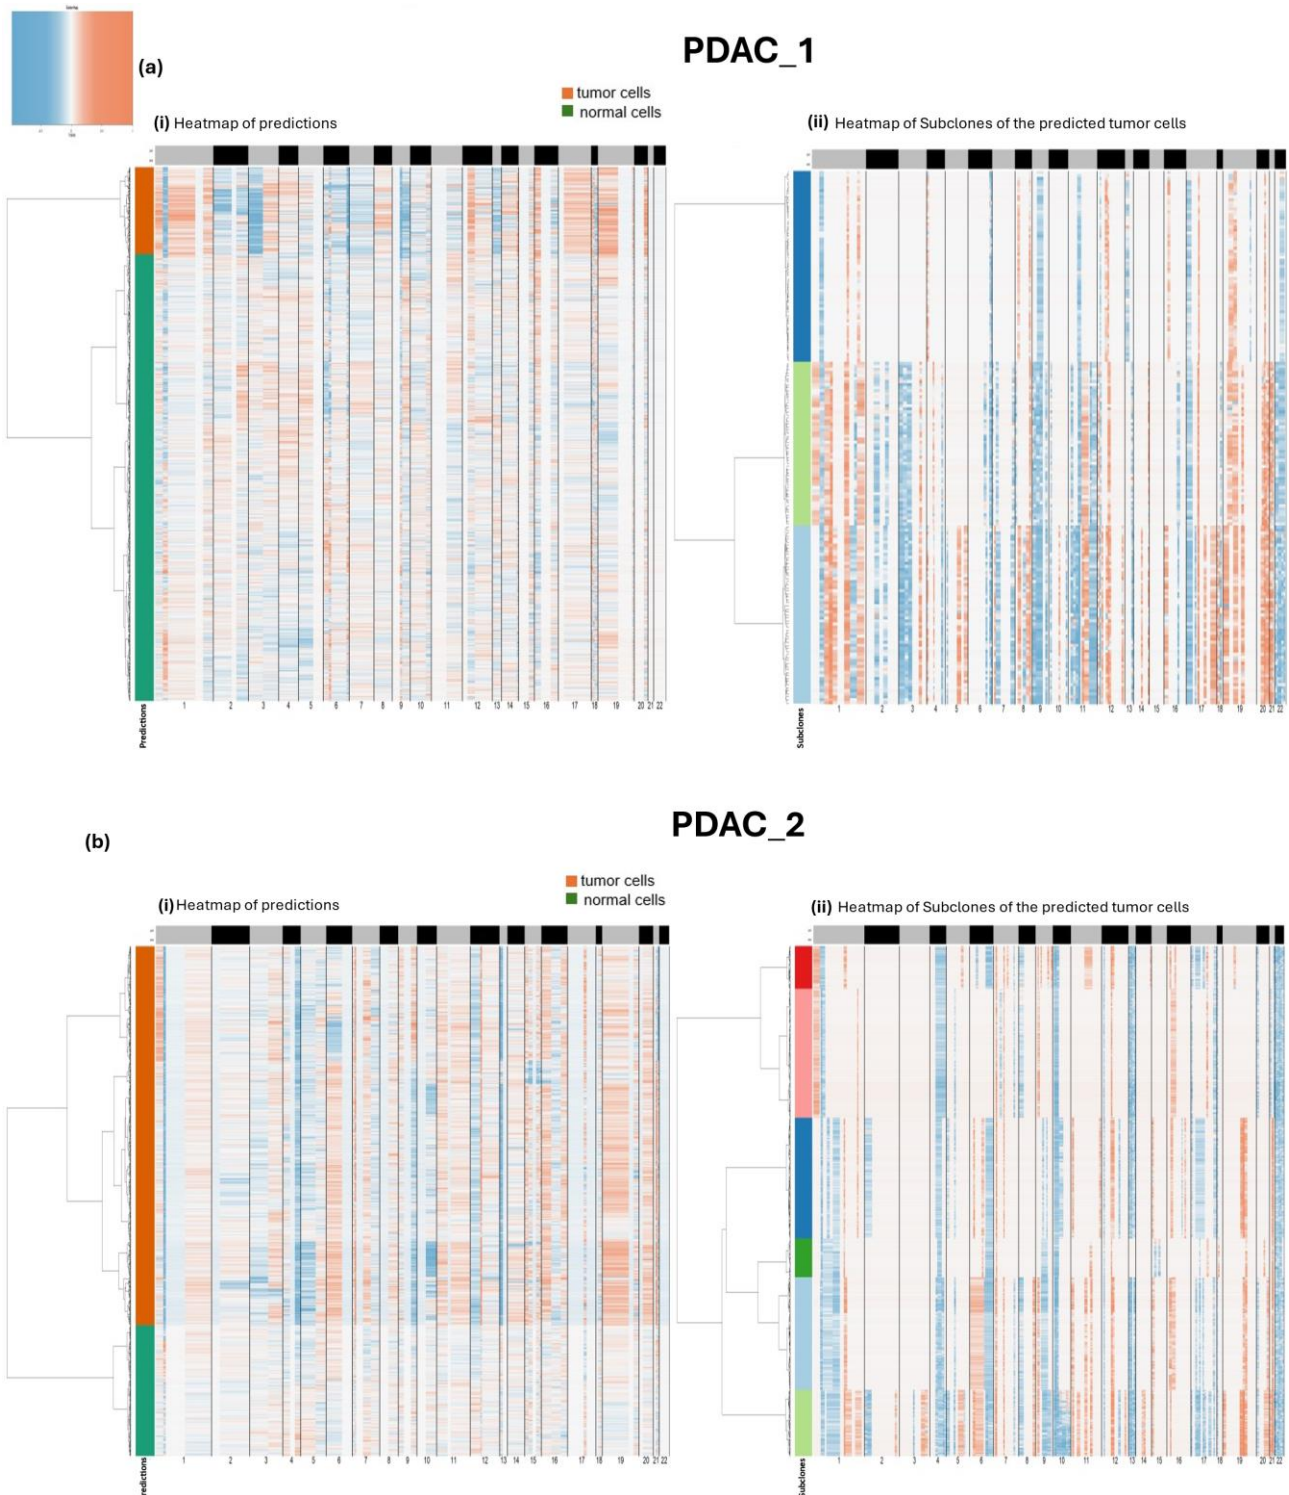 PDAC_1
(a)
tumor cells
normal cells
(i) Heatmap of predictions
(ii) Heatmap of Subclones of the predicted tumor cells
1 2 3 4 5 6 7 8 9 10 11 12 13 14 15 16 17 18 19 20 21 22
Predictions
1 2 3 4 5 6 7 8 9 10 11 12 13 14 15 16 17 18 19 20 21 22
Subclones
PDAC_2
(b)
tumor cells
normal cells
(i) Heatmap of predictions
(ii) Heatmap of Subclones of the predicted tumor cells
1 2 3 4 5 6 7 8 9 10 11 12 13 14 15 16 17 18 19 20 21 22
redictions
1 2 3 4 5 6 7 8 9 10 11 12 13 14 15 16 17 18 19 20 21 22
Subclones